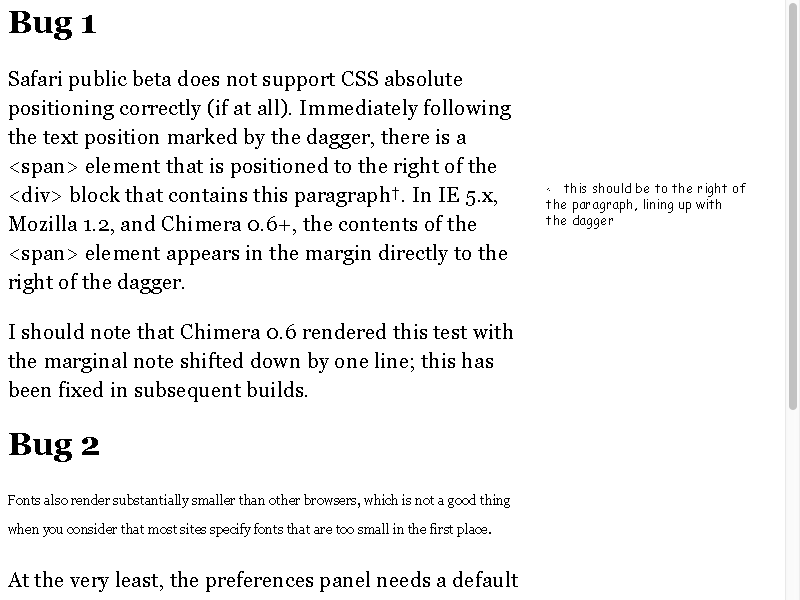 Bug 1
Safari public beta does not support CSS absolute
positioning correctly (if at all). Immediately following
the text position marked by the dagger, there is a
<span> element that is positioned to the right of the
<div> block that contains this paragraph†. In IE 5.x,
Mozilla 1.2, and Chimera 0.6+, the contents of the
<span> element appears in the margin directly to the
right of the dagger.
this should be to the right of
the paragraph, lining up with
the dagger
I should note that Chimera 0.6 rendered this test with
the marginal note shifted down by one line; this has
been fixed in subsequent builds.
Bug 2
Fonts also render substantially smaller than other browsers, which is not a good thing
when you consider that most sites specify fonts that are too small in the first place.
At the very least, the preferences panel needs a default